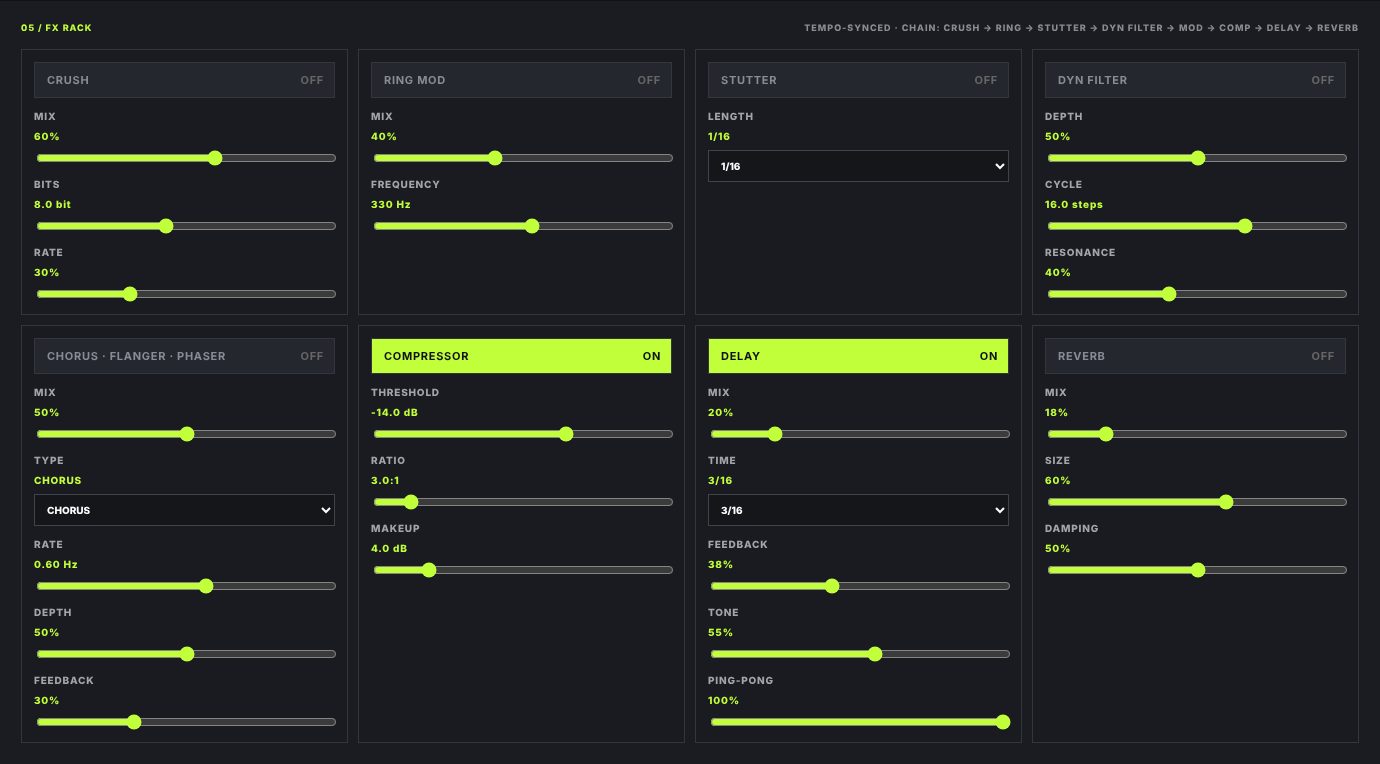 05 / FX RACK
TEMPO-SYNCED · CHAIN: CRUSH → RING → STUTTER → DYN FILTER → MOD → COMP → DELAY → REVERB
CRUSH OFF
MIX
60%
BITS
8.0 bit
RATE
30%
RING MOD OFF
MIX
40%
FREQUENCY
330 Hz
STUTTER OFF
LENGTH
1/16
1/16
DYN FILTER OFF
DEPTH
50%
CYCLE
16.0 steps
RESONANCE
40%
CHORUS · FLANGER · PHASER OFF
MIX
50%
TYPE
CHORUS
CHORUS
RATE
0.60 Hz
DEPTH
50%
FEEDBACK
30%
COMPRESSOR ON
THRESHOLD
-14.0 dB
RATIO
3.0:1
MAKEUP
4.0 dB
DELAY ON
MIX
20%
TIME
3/16
3/16
FEEDBACK
38%
TONE
55%
PING-PONG
100%
REVERB OFF
MIX
18%
SIZE
60%
DAMPING
50%